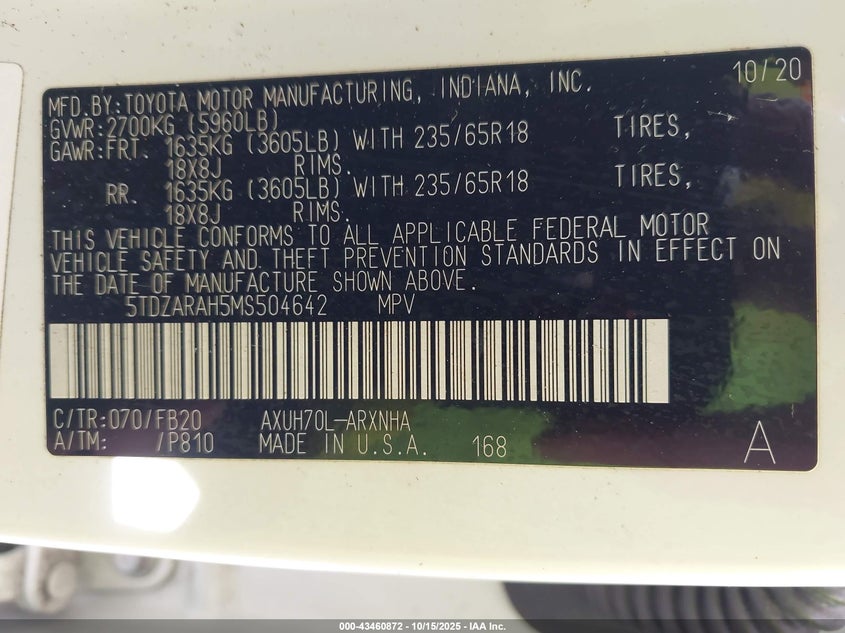 10/20
MFD. BY: TOYOTA MOTOR MANUFACTURING, INDIANA, INC.
GVWR: 2700KG (5960LB)
GAWR: FRT. 1635KG (3605LB) WITH 235/65R18 TIRES,
18X8J RIMS.
RR. 1635KG (3605LB) WITH 235/65R18 TIRES,
18X8J RIMS.
THIS VEHICLE CONFORMS TO ALL APPLICABLE FEDERAL MOTOR
VEHICLE SAFETY AND THEFT PREVENTION STANDARDS IN EFFECT ON
THE DATE OF MANUFACTURE SHOWN ABOVE.
5TDZARAH5MS504642 MPV
C/TR: 070/FB20 AXUH70L-ARXNHA
A/TM: /P810 MADE IN U.S.A. 168 A
000-43460872 - 10/15/2025 - IAA Inc.